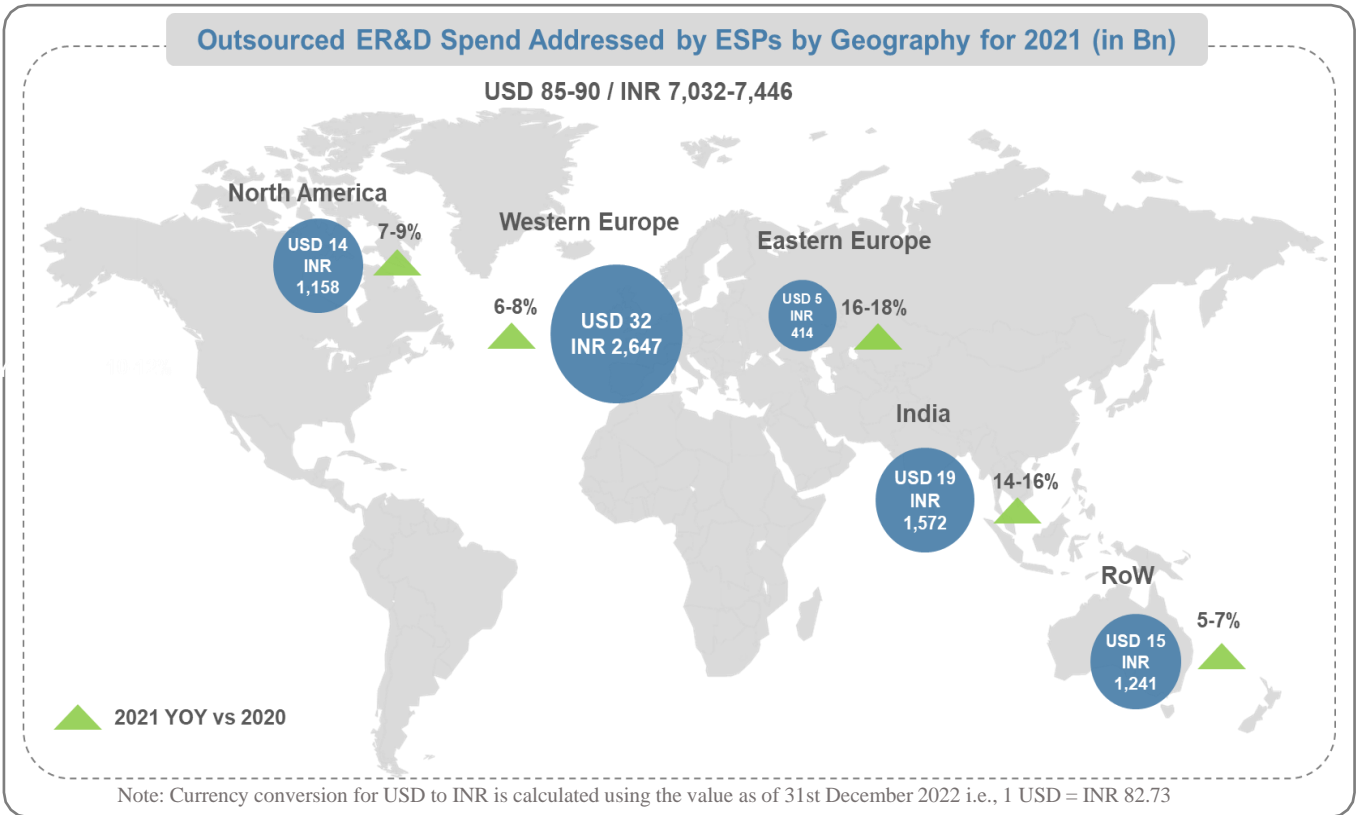 Outsourced ER&D Spend Addressed by ESPs by Geography for 2021 (in Bn)
USD 85-90 / INR 7,032-7,446
North America
7-9%
USD 14
INR
1,158
Western Europe
6-8%
USD 32
INR 2,647
Eastern Europe
USD 5
INR
414
16-18%
India
USD 19
INR
1,572
14-16%
RoW
USD 15
INR
1,241
5-7%
2021 YOY vs 2020
Note: Currency conversion for USD to INR is calculated using the value as of 31st December 2022 i.e., 1 USD = INR 82.73